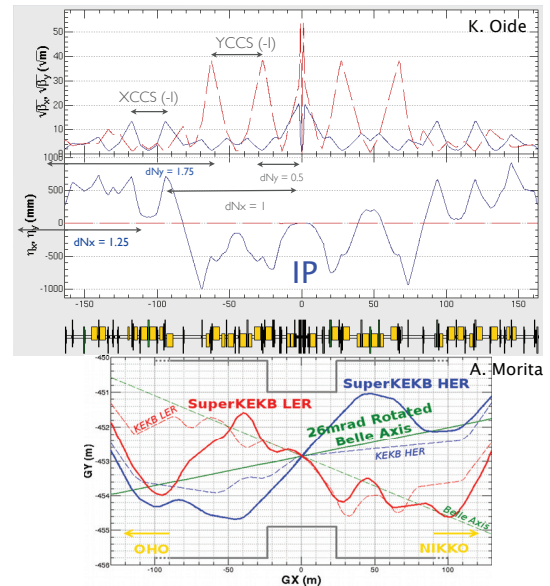 K. Oide
YCCS (-I)
XCCS (-I)
√βx, √βy (√m)
50
40
30
20
10
0
1000
500
0
-500
-1000
ηx, ηy (mm)
dNy = 1.75
dNy = 0.5
dNx = 1
dNx = 1.25
IP
-150 -100 -50 0 50 100 150
A. Morita
-450
-451
-452
-453
-454
-455
-456
GY (m)
SuperKEKB HER
SuperKEKB LER
KEKB LER
26mrad Rotated
Belle Axis
KEKB HER
Belle Axis
OHO
NIKKO
-100 -50 0 50 100
GX (m)